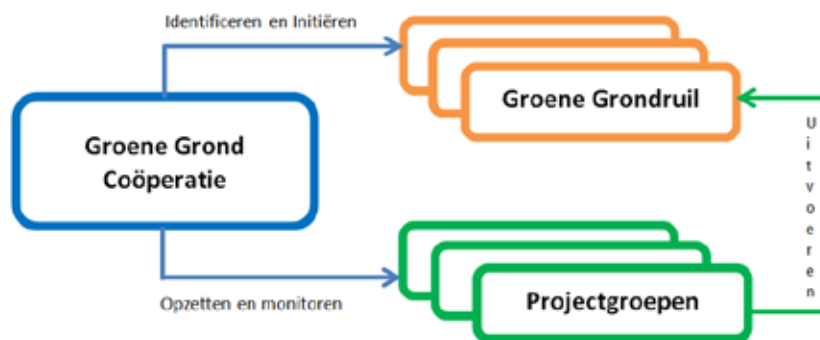 Identificeren en Initiëren
Groene Grondruil
Groene Grond
Coöperatie
Uitvoeren
Projectgroepen
Opzetten en monitoren